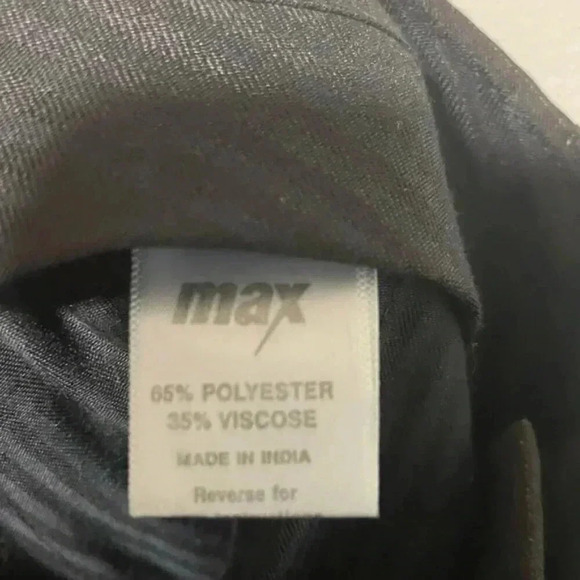 max
65% POLYESTER
35% VISCOSE
MADE IN INDIA
Reverse for